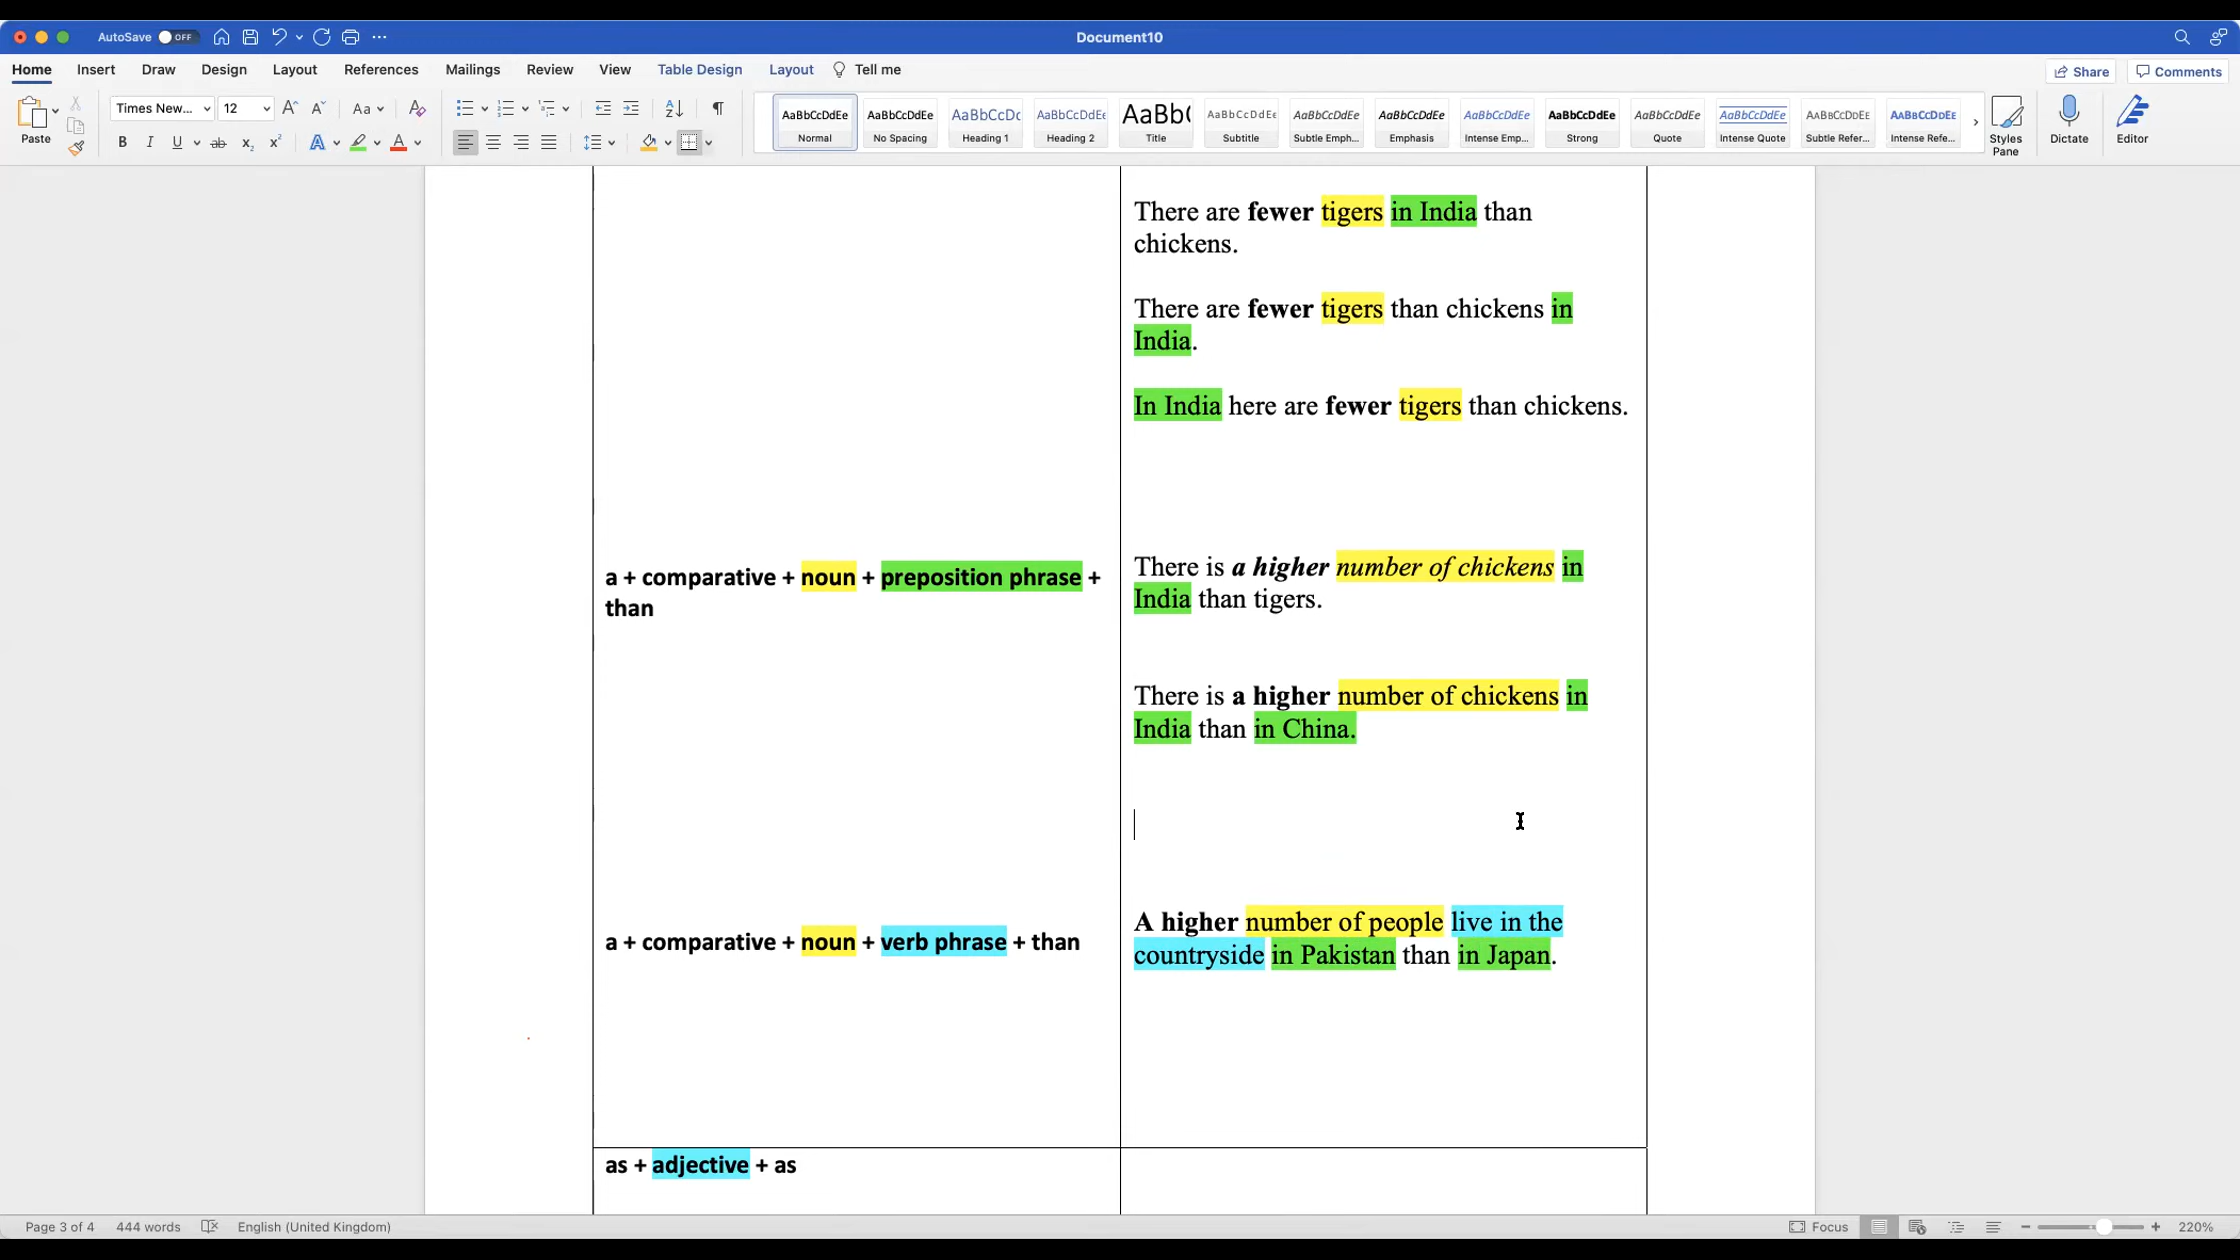 AutoSave OFF
Document10
Home Insert Draw Design Layout References Mailings Review View Table Design Layout Tell me
Share Comments
Paste
Times New... 12
AaBbCcDdEe AaBbCcDdEe AaBbCcDc AaBbCcDdEe AaBb( AaBbCcDdEe AaBbCcDdEe AaBbCcDdEe AaBbCcDdEe AaBbCcDdEe AaBbCcDdEe AaBbCcDdEe AaBbCcDdEe AaBbCcDdEe
Normal No Spacing Heading 1 Heading 2 Title Subtitle Subtle Emph... Emphasis Intense Emp... Strong Quote Intense Quote Subtle Refer... Intense Refe...
Styles
Pane
Dictate
Editor
There are fewer tigers in India than
chickens.
There are fewer tigers than chickens in
India.
In India here are fewer tigers than chickens.
a + comparative + noun + preposition phrase +
than
There is a higher number of chickens in
India than tigers.
There is a higher number of chickens in
India than in China.
a + comparative + noun + verb phrase + than
A higher number of people live in the
countryside in Pakistan than in Japan.
as + adjective + as
Page 3 of 4 444 words English (United Kingdom)
Focus
220%